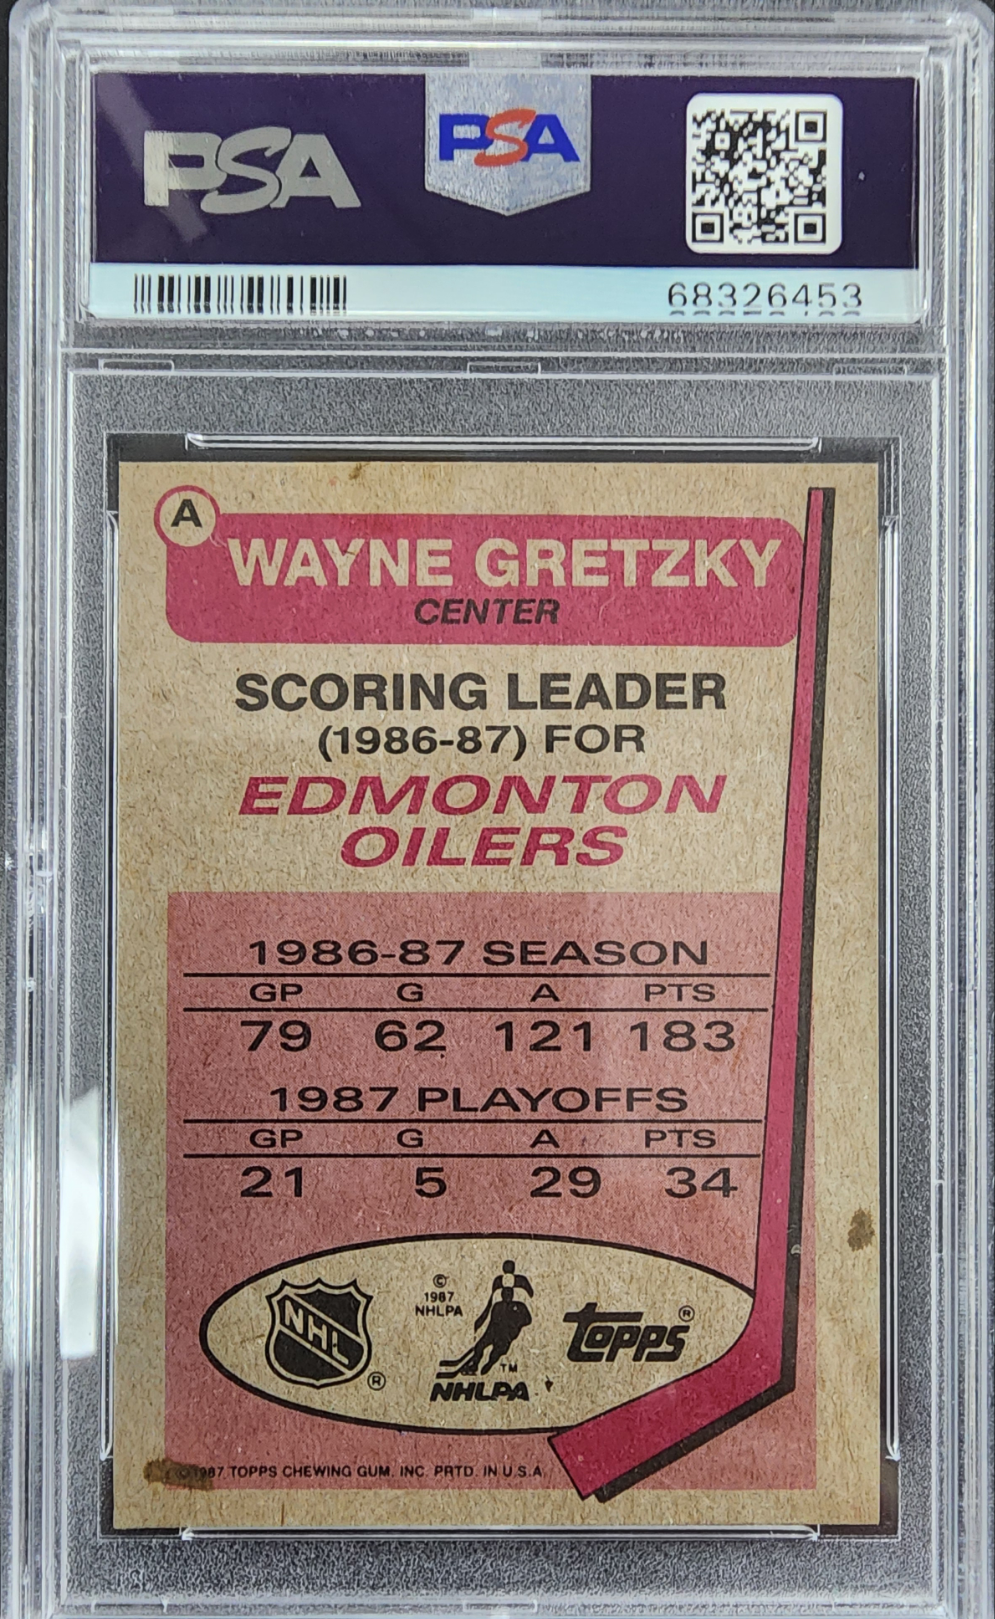 PSA
PSA
68326453
A
WAYNE GRETZKY
CENTER
SCORING LEADER
(1986-87) FOR
EDMONTON
OILERS
1986-87 SEASON
GP G A PTS
79 62 121 183
1987 PLAYOFFS
GP G A PTS
21 5 29 34
NHL ®
©
1987
NHLPA
TM
NHLPA
TOPPS ®
© 1987 TOPPS CHEWING GUM, INC. PRTD. IN U.S.A.